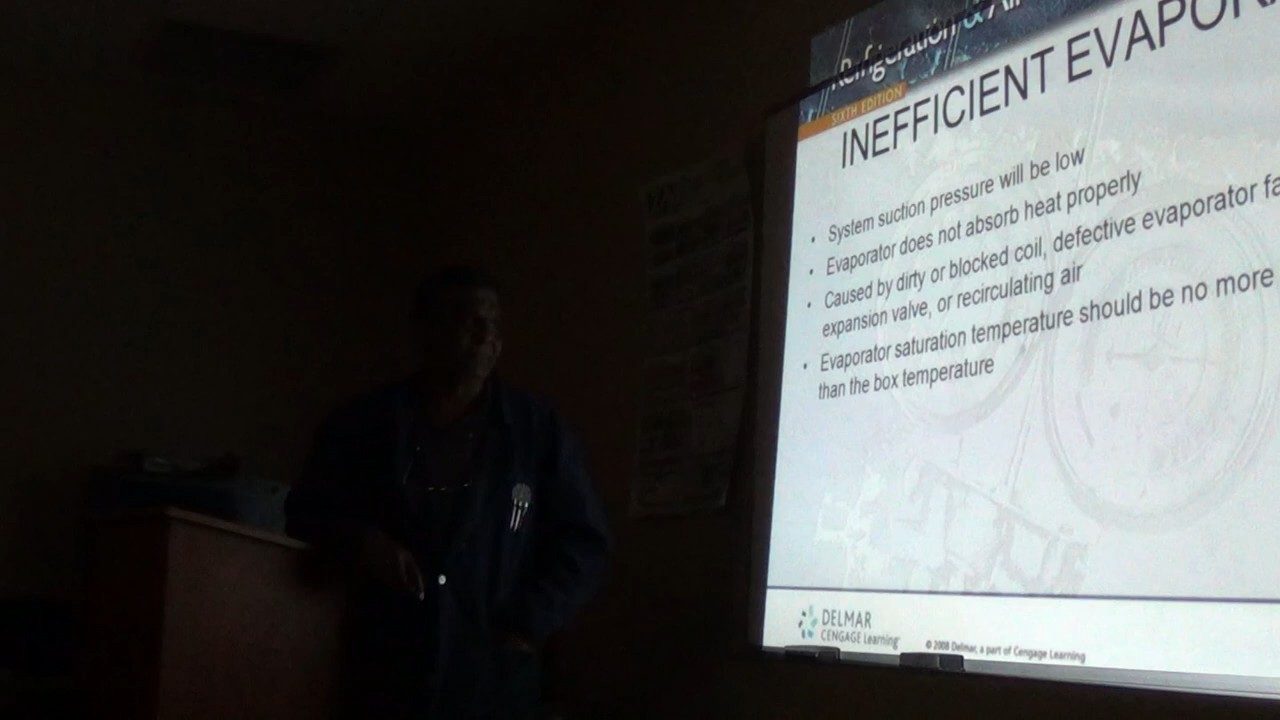 Refrigeration & Air
SIXTH EDITION
INEFFICIENT EVAPOR
• System suction pressure will be low
• Evaporator does not absorb heat properly
• Caused by dirty or blocked coil, defective evaporator fa
expansion valve, or recirculating air
• Evaporator saturation temperature should be no more
than the box temperature
DELMAR
CENGAGE Learning
© 2008 Delmar, a part of Cengage Learning